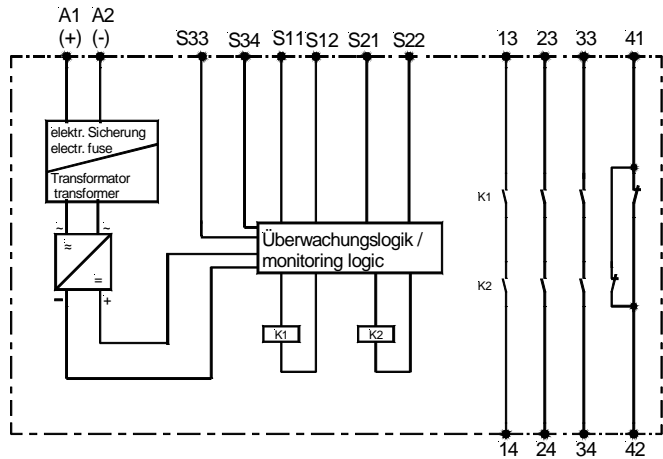 A1 A2
(+) (-) S33 S34 S11 S12 S21 S22 13 23 33 41
elektr. Sicherung
electr. fuse
Transformator
transformer
~ ~
≈
=
- +
Überwachungslogik /
monitoring logic
K1
K2
K1 K2
14 24 34 42